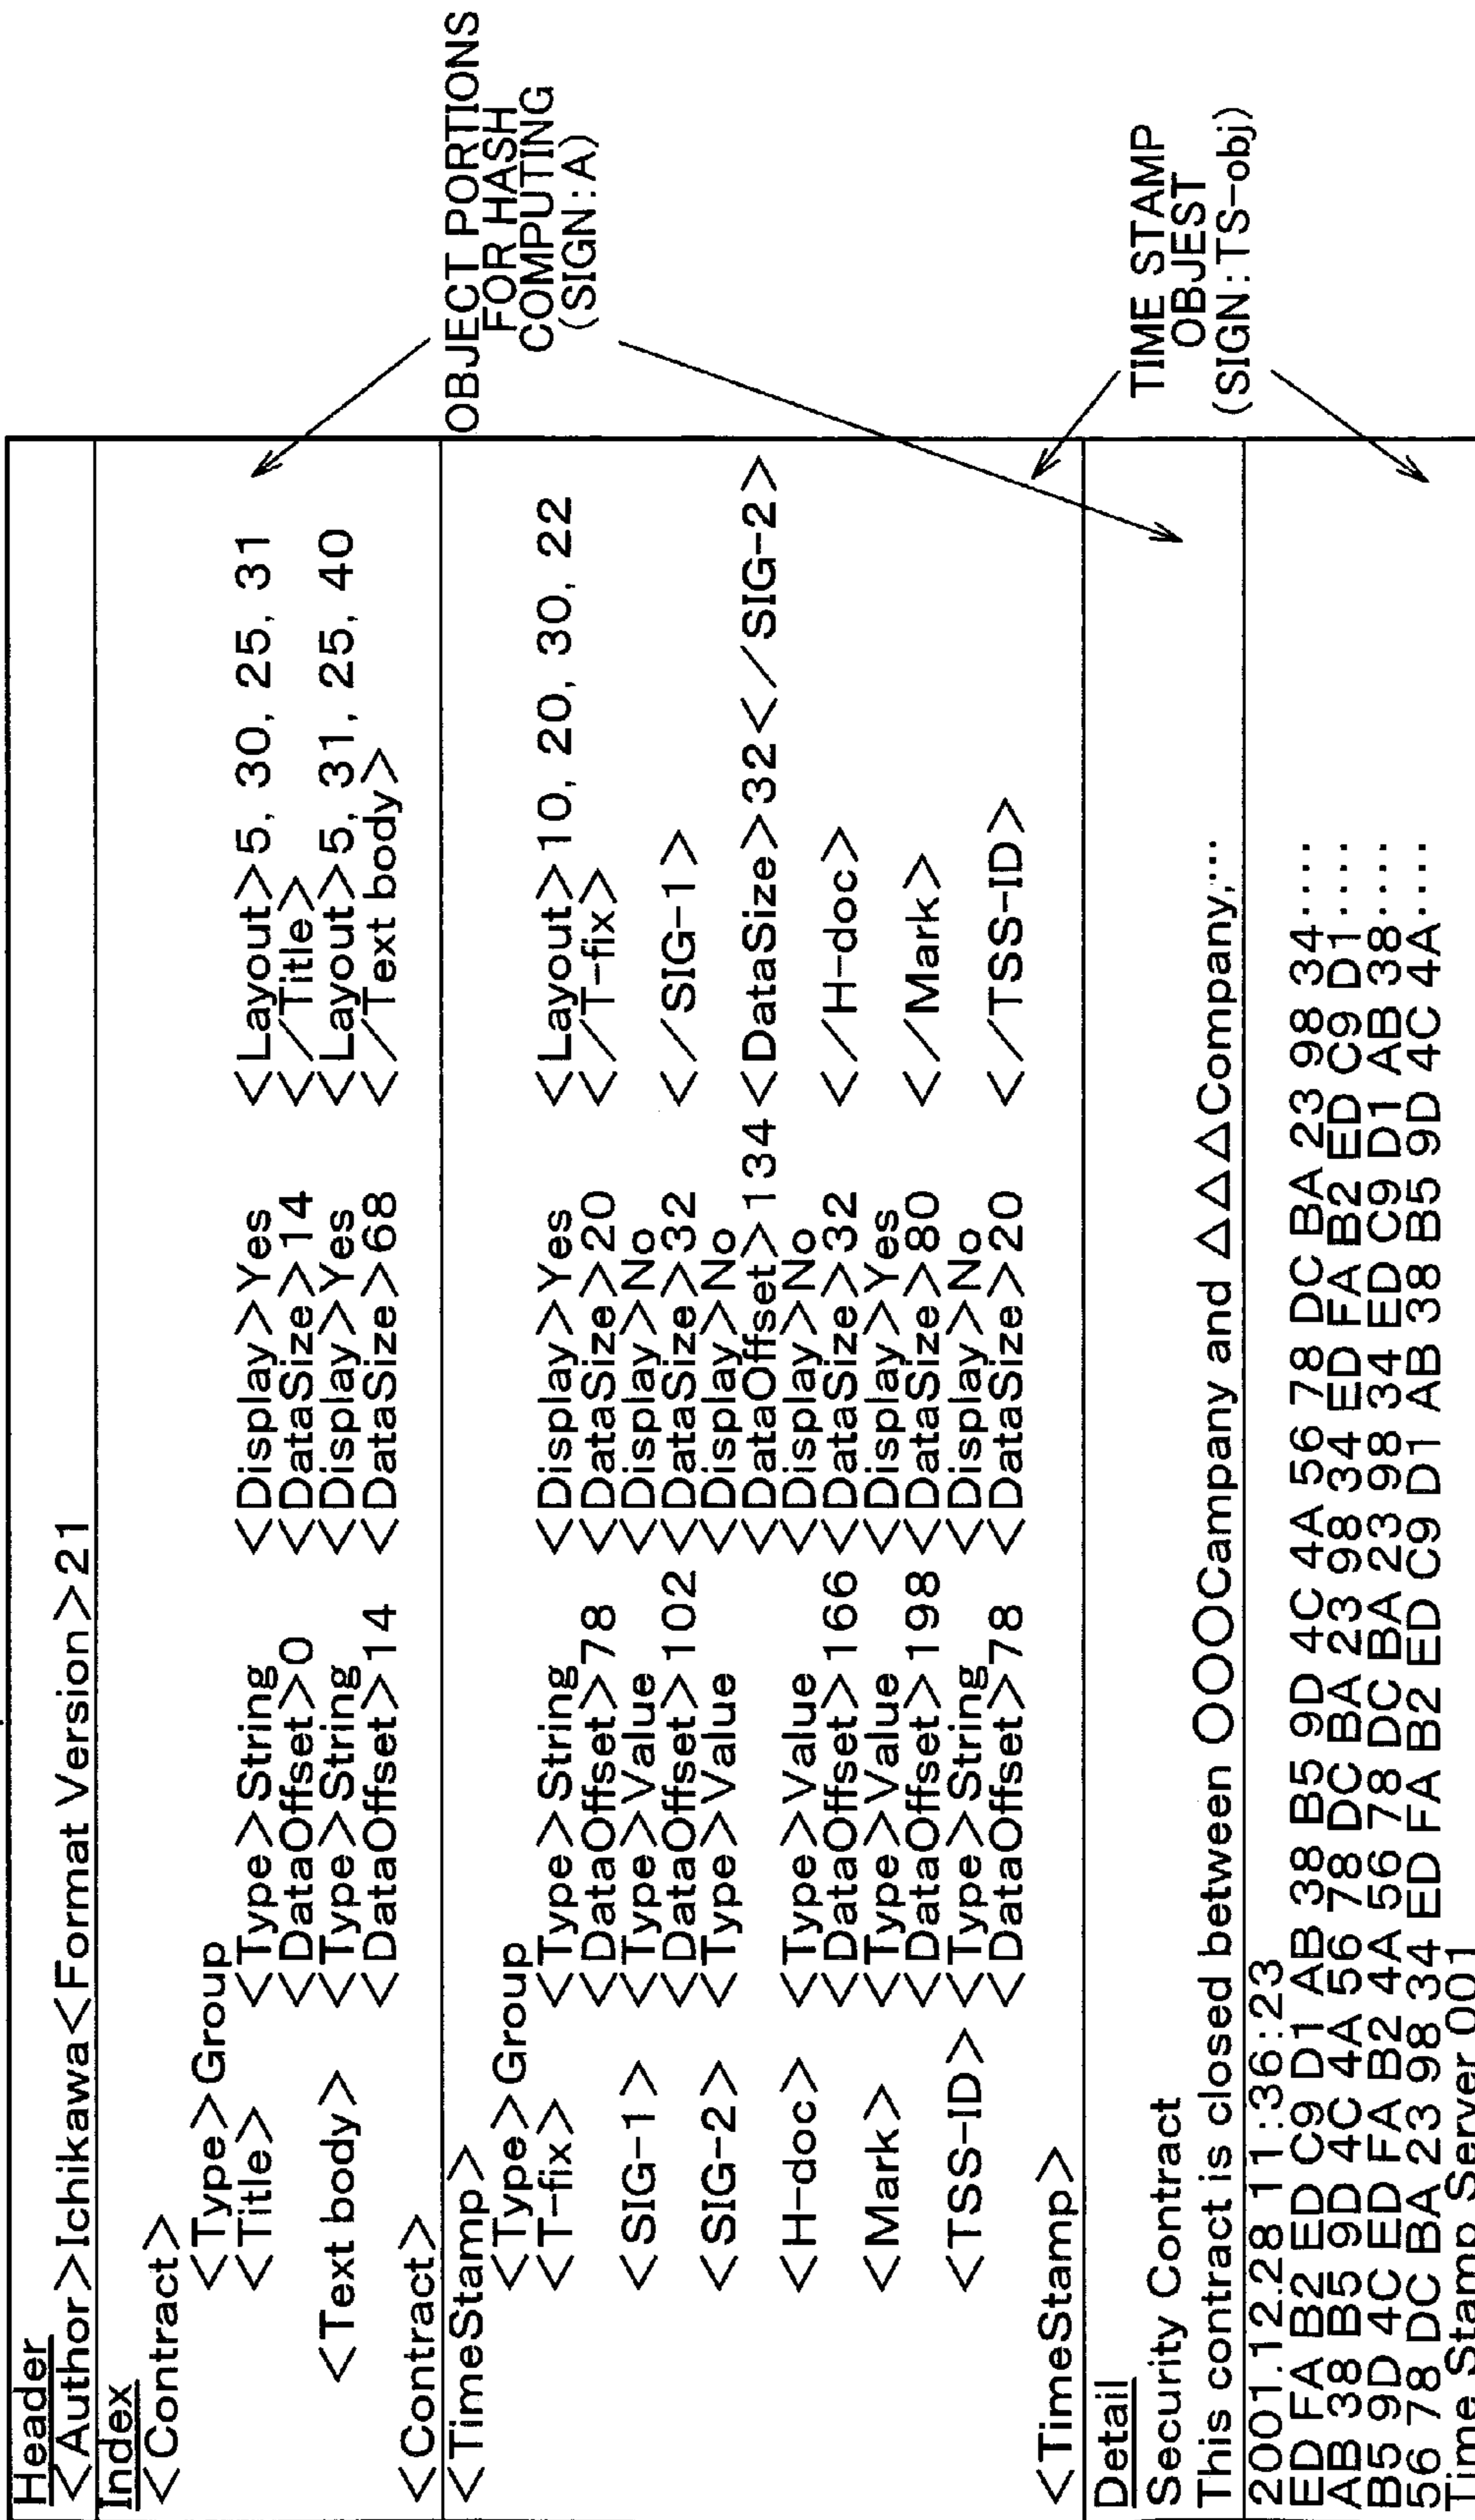 Header
<Author>Ichikawa<Format Version>21
Index
<Contract>
<Type>Group
<Title> <Type>String <Display>Yes <Layout>5, 30, 25, 31
<DataOffset>0 <DataSize>14 </Title>
<Text body> <Type>String <Display>Yes <Layout>5, 31, 25, 40
<DataOffset>14 <DataSize>68 </Text body>
<Contract>
<TimeStamp>
<Type>Group
<T-fix> <Type>String <Display>Yes <Layout>10, 20, 30, 22
<DataOffset>78 <DataSize>20 </T-fix>
<SIG-1> <Type>Value <Display>No
<DataOffset>102 <DataSize>32 </SIG-1>
<SIG-2> <Type>Value <Display>No
<DataOffset>134 <DataSize>32</SIG-2>
<H-doc> <Type>Value <Display>No
<DataOffset>166 <DataSize>32 </H-doc>
<Mark> <Type>Value <Display>Yes
<DataOffset>198 <DataSize>80 </Mark>
<TSS-ID> <Type>String <Display>No
<DataOffset>78 <DataSize>20 </TSS-ID>
<TimeStamp>
Detail
Security Contract
This contract is closed between ○○○Campany and △△△Company,...
2001.12.28 11:36:23
ED FA B2 ED C9 D1 AB 38 B5 9D 4C 4A 56 78 DC BA 23 98 34.....
AB 38 B5 9D 4C 4A 56 78 DC BA 23 98 34 ED FA B2 ED C9 D1.....
B5 9D 4C ED FA B2 4A 56 78 DC BA 23 98 34 ED C9 D1 AB 38.....
56 78 DC BA 23 98 34 ED FA B2 ED C9 D1 AB 38 B5 9D 4C 4A.....
Time Stamp Server 001
OBJECT PORTIONS
FOR HASH
COMPUTING
(SIGN:A)
TIME STAMP
OBJEST
(SIGN:TS-obj)